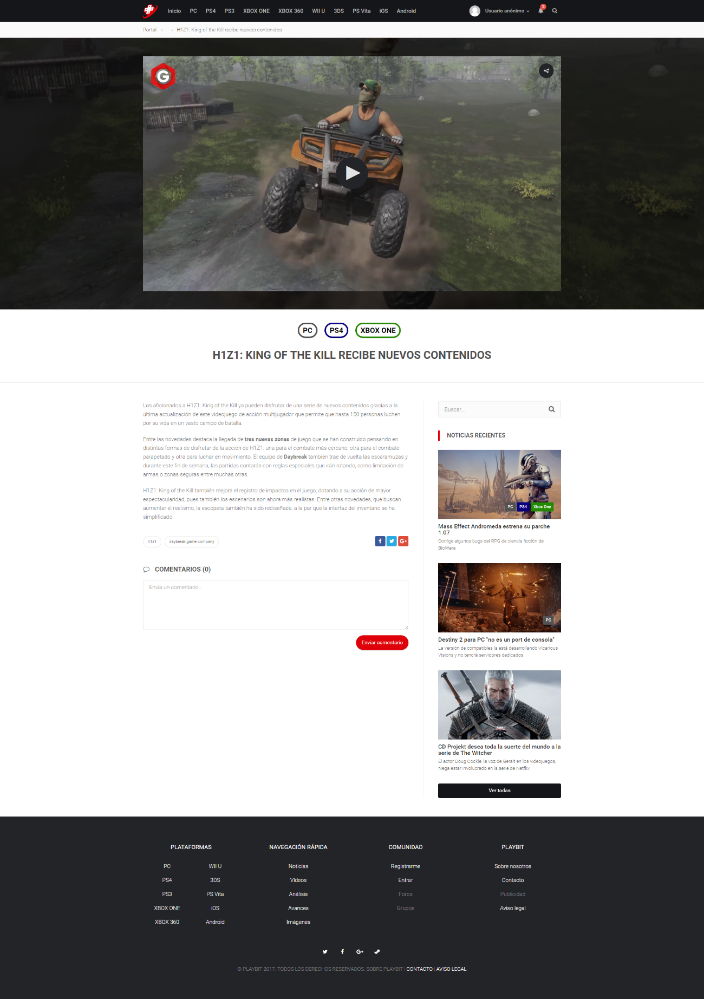 Inicio PC PS4 PS3 XBOX ONE XBOX 360 WII U 3DS PS Vita iOS Android Usuario anónimo 3
Portal H1Z1: King of the Kill recibe nuevos contenidos
G
PC PS4 XBOX ONE
H1Z1: KING OF THE KILL RECIBE NUEVOS CONTENIDOS
Los aficionados a H1Z1: King of the Kill ya pueden disfrutar de una serie de nuevos contenidos gracias a la
última actualización de este videojuego de acción multijugador que permite que hasta 150 personas luchen
por su vida en un vasto campo de batalla.
Entre las novedades destaca la llegada de tres nuevas zonas de juego que se han construido pensando en
distintas formas de disfrutar de la acción de H1Z1: una para el combate más cercano, otra para el combate
parapetado y otra para luchar en movimiento. El equipo de Daybreak también trae de vuelta las escaramuzas y
durante este fin de semana, las partidas contarán con reglas especiales que irán rotando, como limitación de
armas o zonas seguras entre muchas otras.
H1Z1: King of the Kill también mejora el registro de impactos en el juego, dotando a su acción de mayor
espectacularidad, pues también los escenarios son ahora más realistas. Entre otras novedades, que buscan
aumentar el realismo, la escopeta también ha sido rediseñada, a la par que la interfaz del inventario se ha
simplificado.
h1z1 daybreak game company
COMENTARIOS (0)
Envía un comentario...
Enviar comentario
Buscar...
NOTICIAS RECIENTES
PC PS4 Xbox One
Mass Effect Andromeda estrena su parche
1.07
Corrige algunos bugs del RPG de ciencia ficción de
BioWare
PC
Destiny 2 para PC "no es un port de consola"
La versión de compatibles la está desarrollando Vicarious
Visions y no tendrá servidores dedicados
CD Projekt desea toda la suerte del mundo a la
serie de The Witcher
El actor Doug Cockle, la voz de Geralt en los videojuegos,
niega estar involucrado en la serie de Netflix
Ver todas
PLATAFORMAS NAVEGACIÓN RÁPIDA COMUNIDAD PLAYBIT
PC WII U Noticias Registrarme Sobre nosotros
PS4 3DS Vídeos Entrar Contacto
PS3 PS Vita Análisis Foros Publicidad
XBOX ONE iOS Avances Grupos Aviso legal
XBOX 360 Android Imágenes
© PLAYBIT 2017. TODOS LOS DERECHOS RESERVADOS. SOBRE PLAYBIT | CONTACTO | AVISO LEGAL